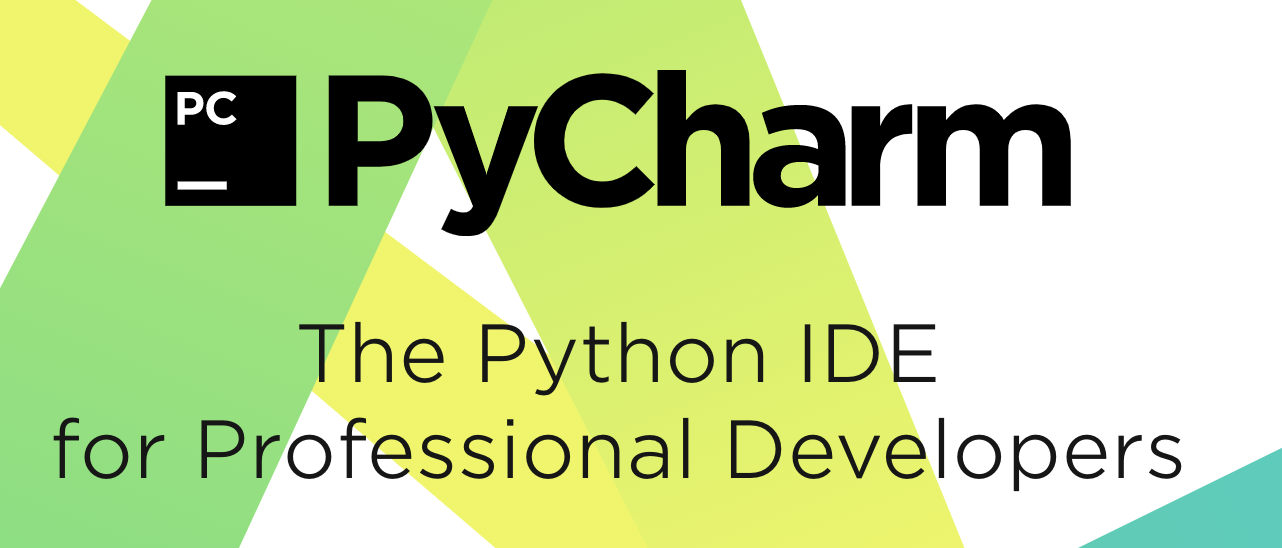 PC
PyCharm
The Python IDE
for Professional Developers